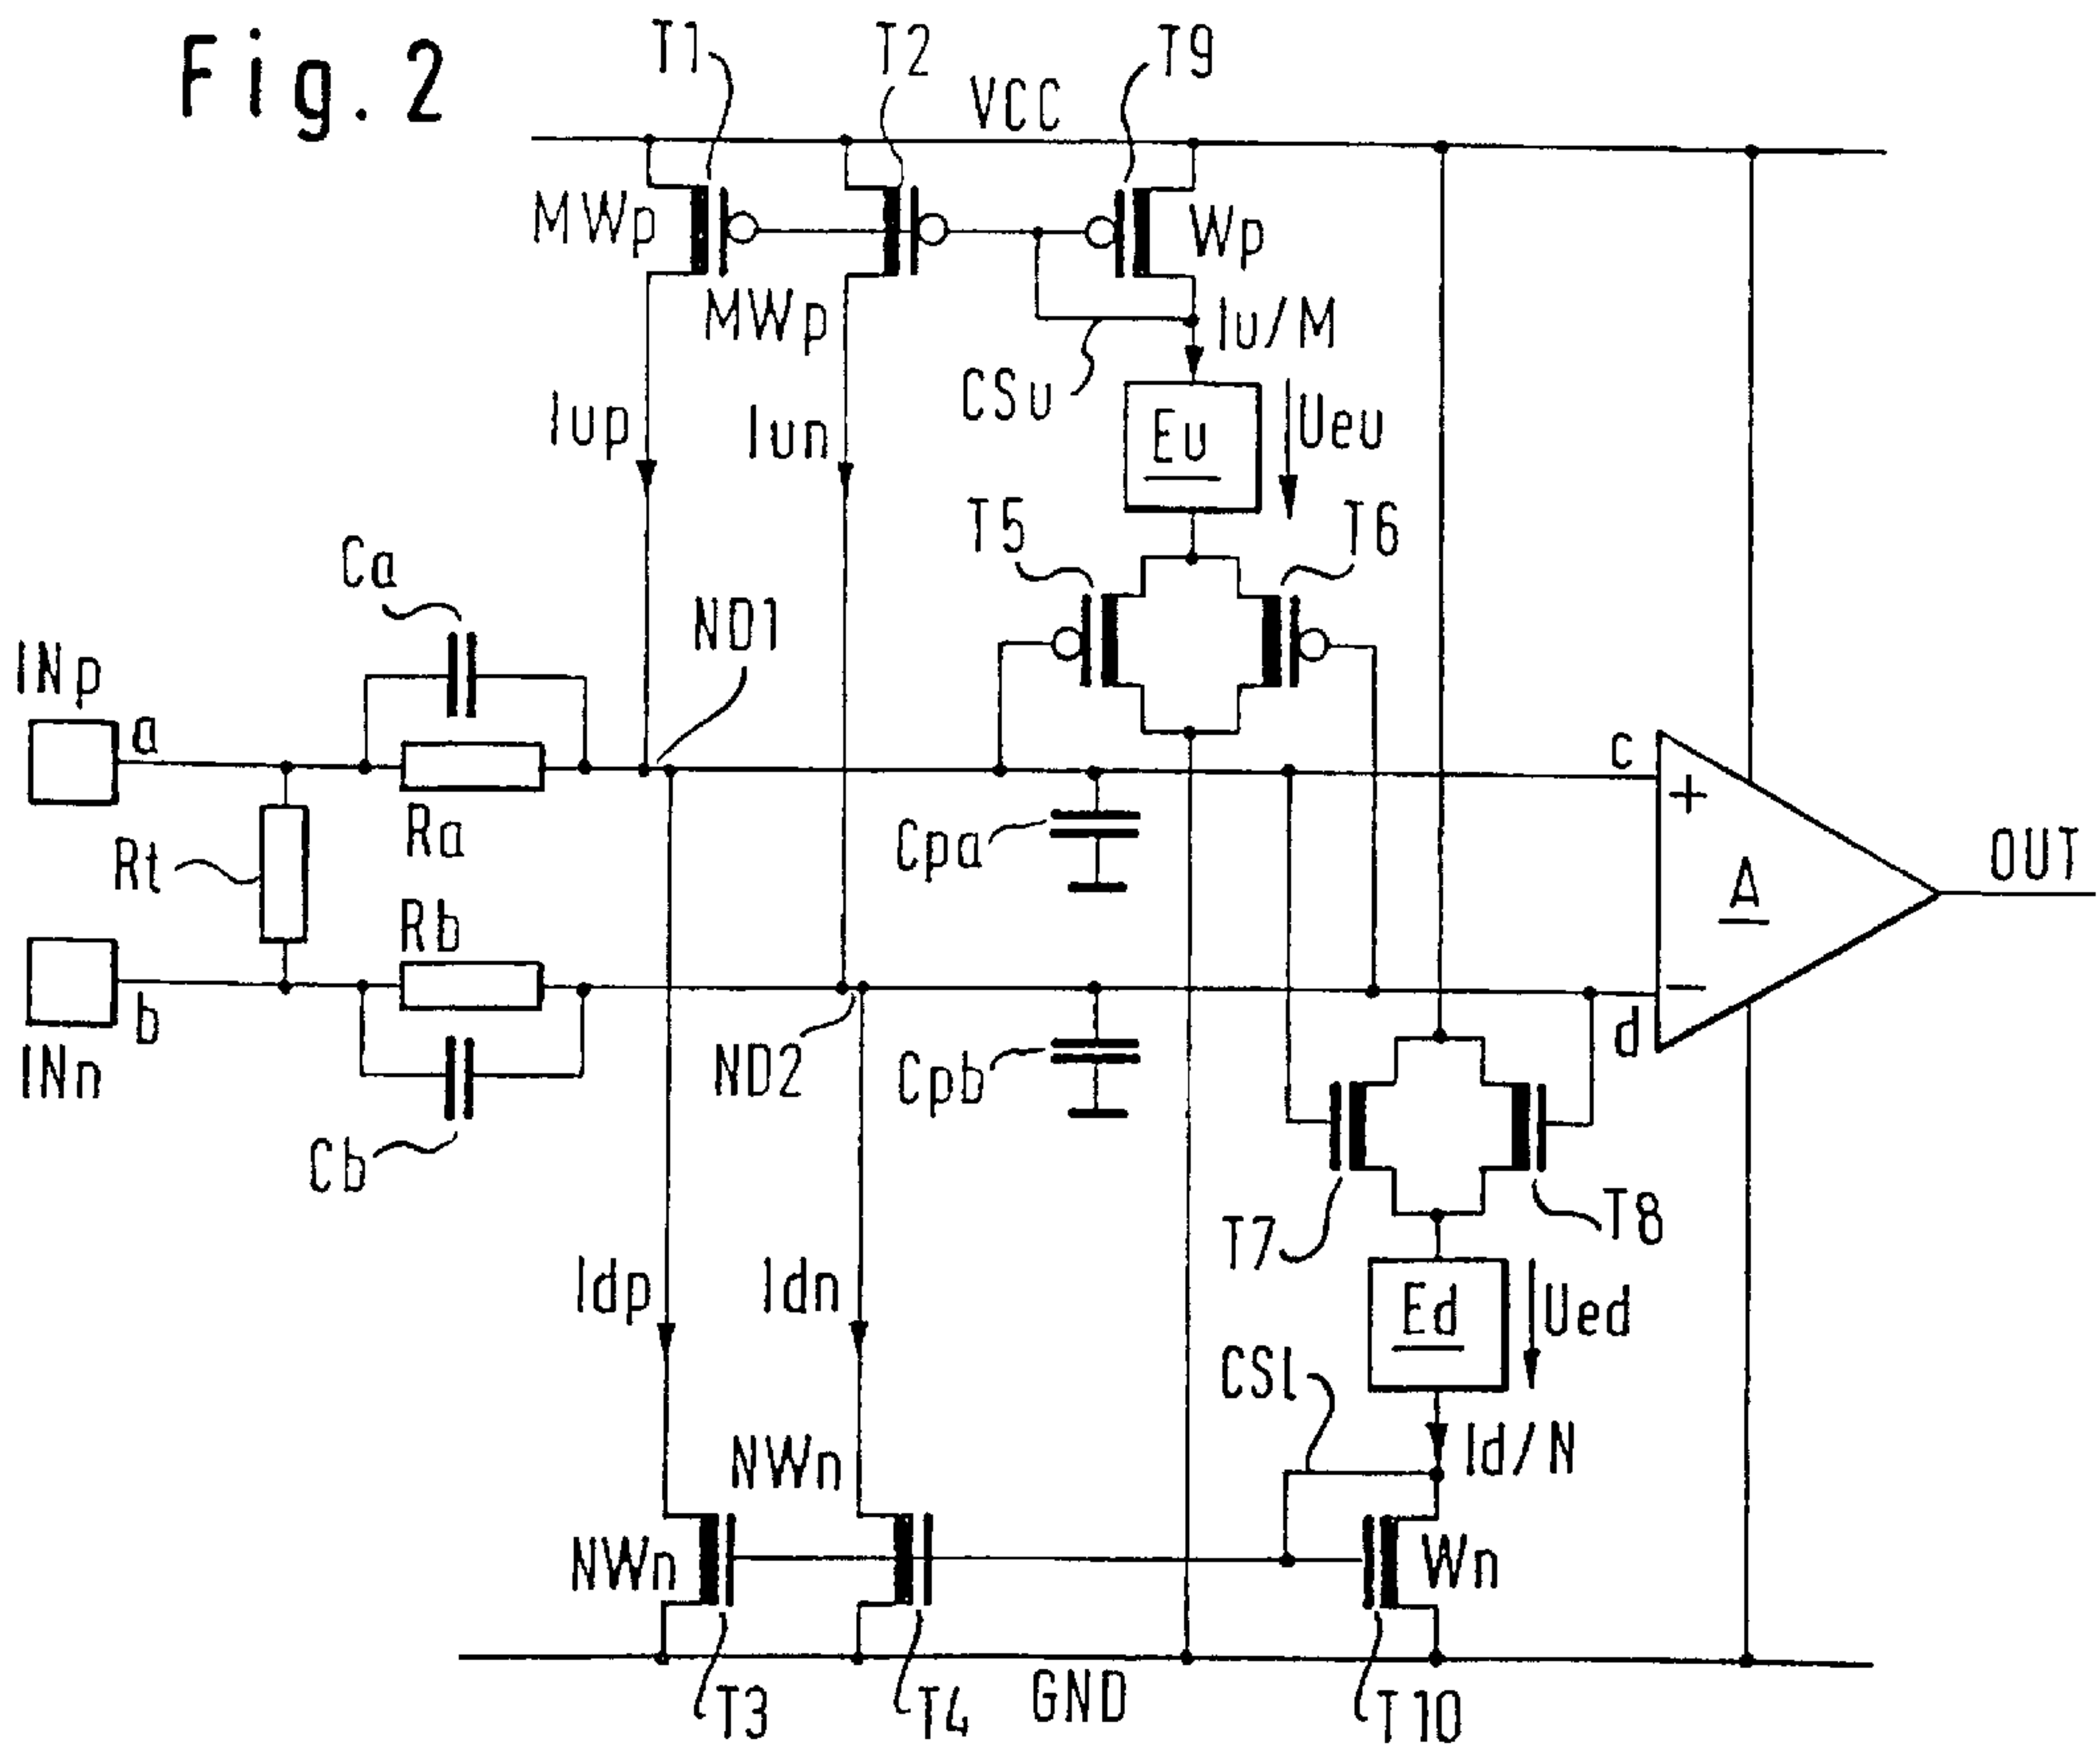 Fig. 2
T1
T2
T9
VCC
MWp
MWp
Wp
Iu/M
CSu
Iup
Iun
Eu
Ueu
T5
T6
Ca
ND1
INp
a
c
+
Ra
Rt
Cpa
A
OUT
Rb
INn
b
d
−
ND2
Cpb
Cb
T7
T8
Idp
Idn
Ed
Ued
CSl
Id/N
NWn
NWn
Wn
T3
T4
GND
T10